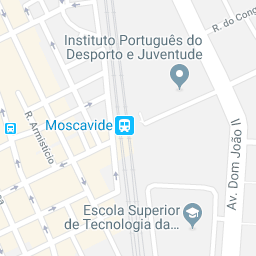 R. do Cong
Instituto Português do
Desporto e Juventude
R. Armistício
Moscavide
Av. Dom João II
Escola Superior
de Tecnologia da...